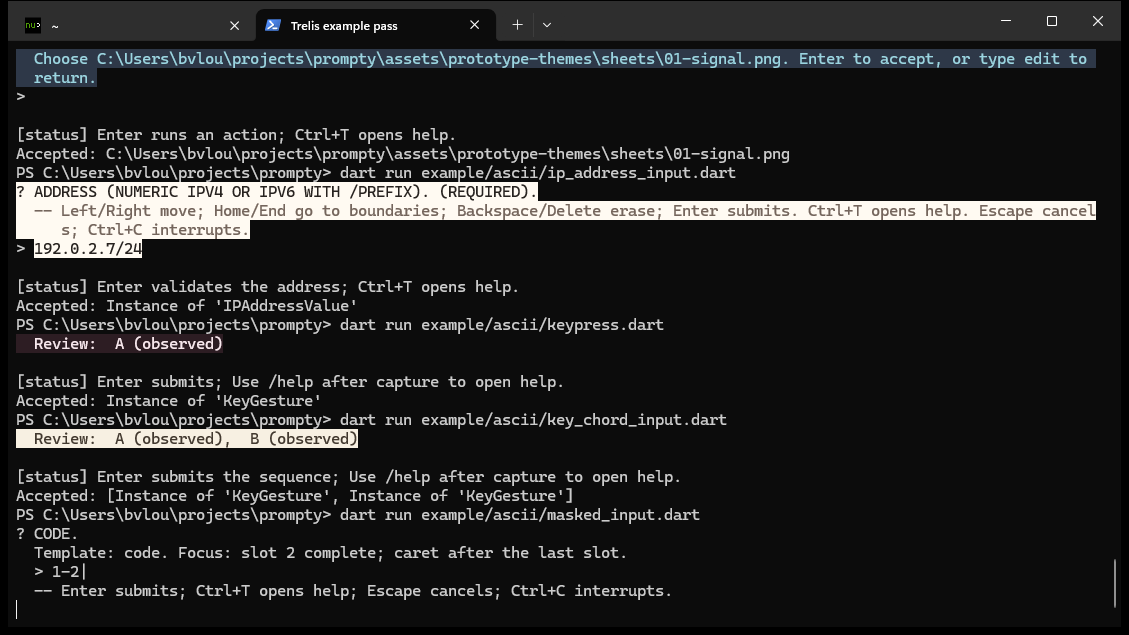 nu> ~
Trelis example pass
Choose C:\Users\bvlou\projects\prompty\assets\prototype-themes\sheets\01-signal.png. Enter to accept, or type edit to
return.
>
[status] Enter runs an action; Ctrl+T opens help.
Accepted: C:\Users\bvlou\projects\prompty\assets\prototype-themes\sheets\01-signal.png
PS C:\Users\bvlou\projects\prompty> dart run example/ascii/ip_address_input.dart
? ADDRESS (NUMERIC IPV4 OR IPV6 WITH /PREFIX). (REQUIRED).
-- Left/Right move; Home/End go to boundaries; Backspace/Delete erase; Enter submits. Ctrl+T opens help. Escape cancel
s; Ctrl+C interrupts.
> 192.0.2.7/24
[status] Enter validates the address; Ctrl+T opens help.
Accepted: Instance of 'IPAddressValue'
PS C:\Users\bvlou\projects\prompty> dart run example/ascii/keypress.dart
Review:  A (observed)
[status] Enter submits; Use /help after capture to open help.
Accepted: Instance of 'KeyGesture'
PS C:\Users\bvlou\projects\prompty> dart run example/ascii/key_chord_input.dart
Review:  A (observed),  B (observed)
[status] Enter submits the sequence; Use /help after capture to open help.
Accepted: [Instance of 'KeyGesture', Instance of 'KeyGesture']
PS C:\Users\bvlou\projects\prompty> dart run example/ascii/masked_input.dart
? CODE.
Template: code. Focus: slot 2 complete; caret after the last slot.
> 1-2|
-- Enter submits; Ctrl+T opens help; Escape cancels; Ctrl+C interrupts.